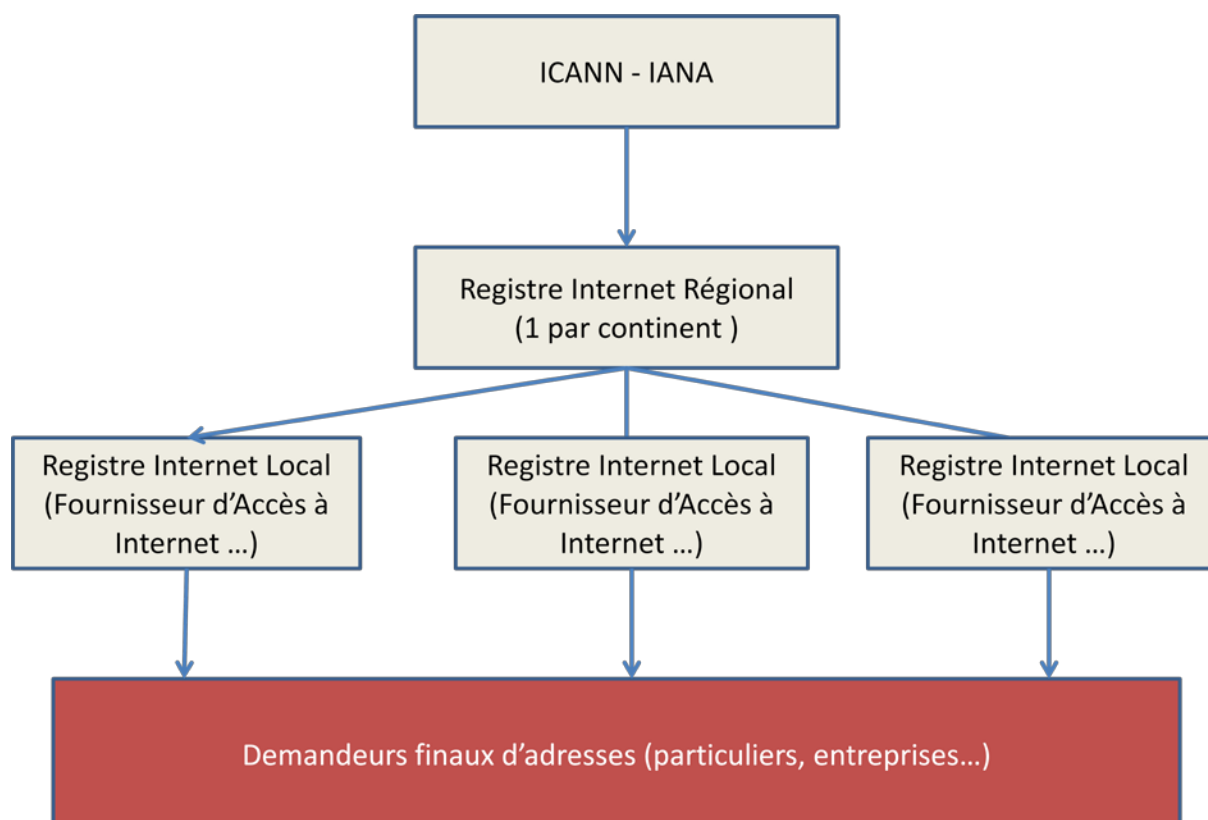 ICANN - IANA
Registre Internet Régional
(1 par continent )
Registre Internet Local
(Fournisseur d’Accès à
Internet …)
Registre Internet Local
(Fournisseur d’Accès à
Internet …)
Registre Internet Local
(Fournisseur d’Accès à
Internet …)
Demandeurs finaux d’adresses (particuliers, entreprises…)